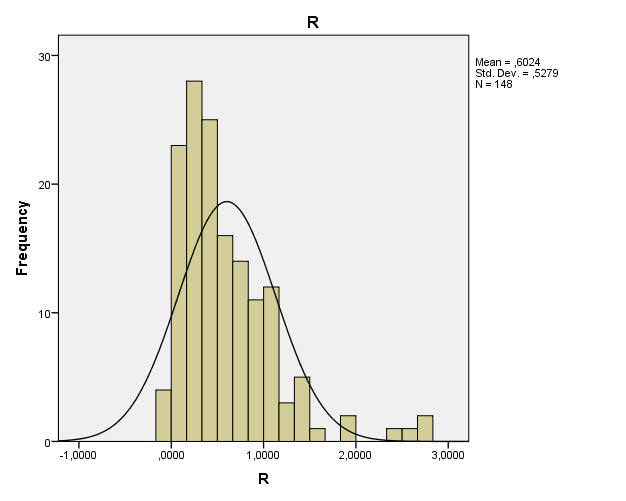 R
Mean = ,6024
Std. Dev. = ,5279
N = 148
30
20
10
0
Frequency
-1,0000 ,0000 1,0000 2,0000 3,0000
R